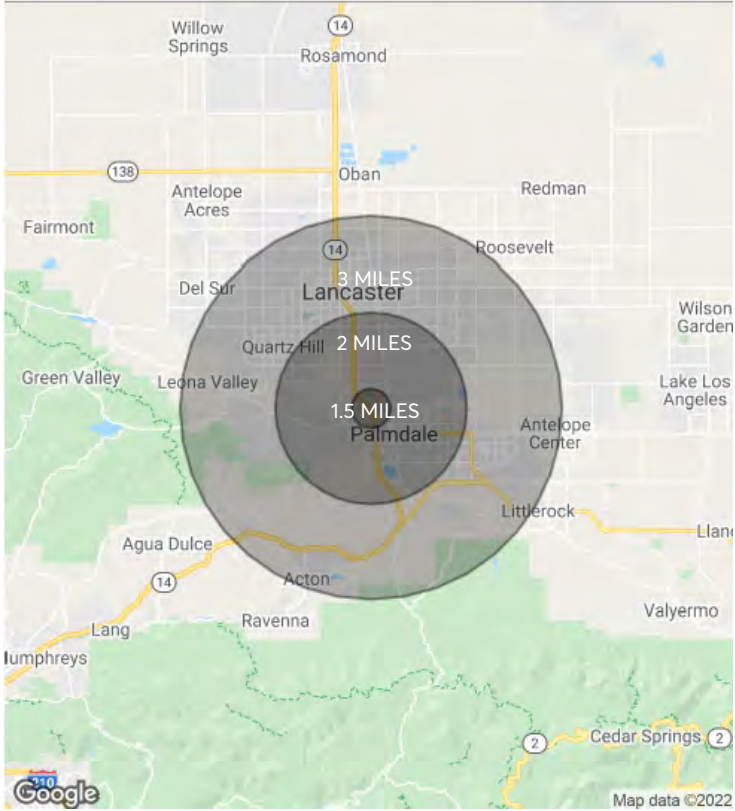 Willow
Springs
14
Rosamond
138
Oban
Antelope
Acres
Redman
Fairmont
14
Roosevelt
3 MILES
Del Sur
Lancaster
Wilson
Garden
Quartz Hill
2 MILES
Green Valley
Leona Valley
Lake Los
Angeles
1.5 MILES
Palmdale
Antelope
Center
Littlerock
Llano
Agua Dulce
14
Acton
Ravenna
Valyermo
Lang
Humphreys
2
Cedar Springs
2
210
Google
Map data ©2022